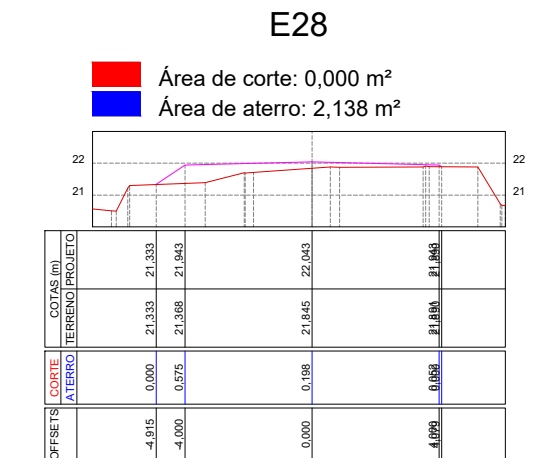 E28
Área de corte: 0,000 m²
Área de aterro: 2,138 m²
22 22
21 21
COTAS (m)
PROJETO 21,333 21,943 22,043
TERRENO 21,333 21,368 21,845
CORTE
ATERRO 0,000 0,575 0,198
OFFSETS -4,915 -4,000 0,000